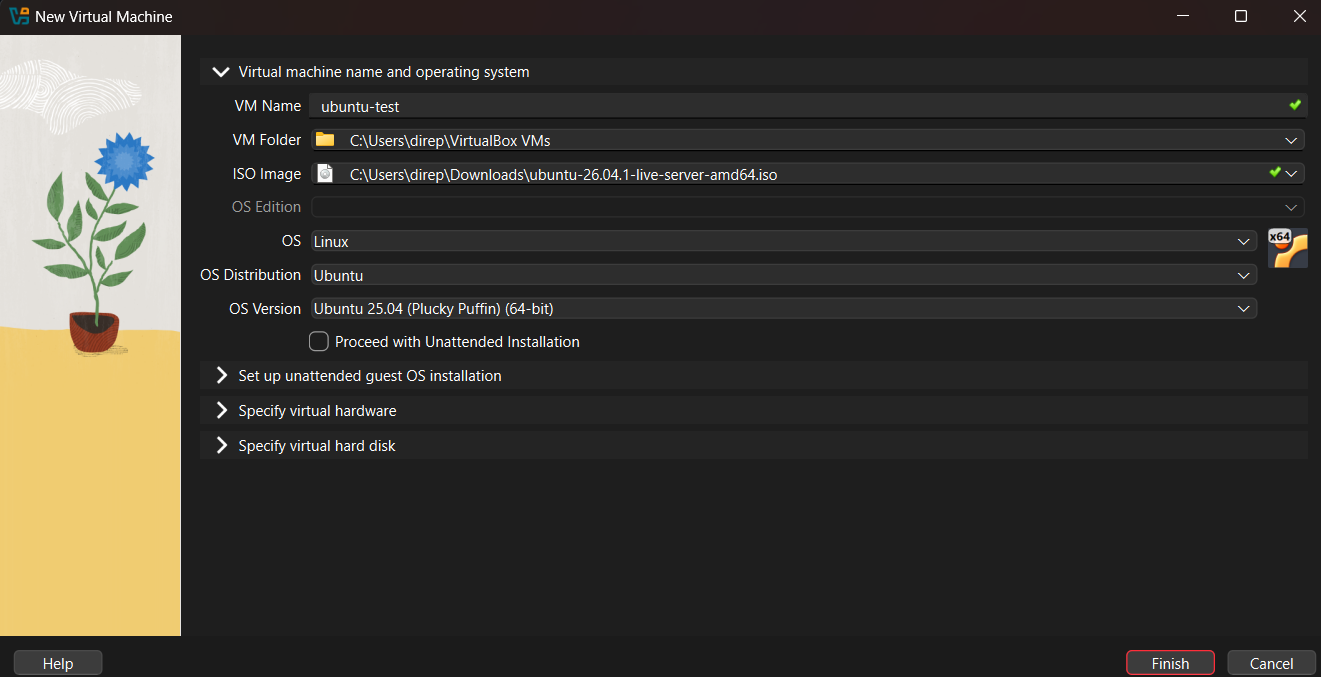 New Virtual Machine
Virtual machine name and operating system
VM Name ubuntu-test
VM Folder C:\Users\direp\VirtualBox VMs
ISO Image C:\Users\direp\Downloads\ubuntu-26.04.1-live-server-amd64.iso
OS Edition
OS Linux
x64
OS Distribution Ubuntu
OS Version Ubuntu 25.04 (Plucky Puffin) (64-bit)
Proceed with Unattended Installation
Set up unattended guest OS installation
Specify virtual hardware
Specify virtual hard disk
Help Finish Cancel